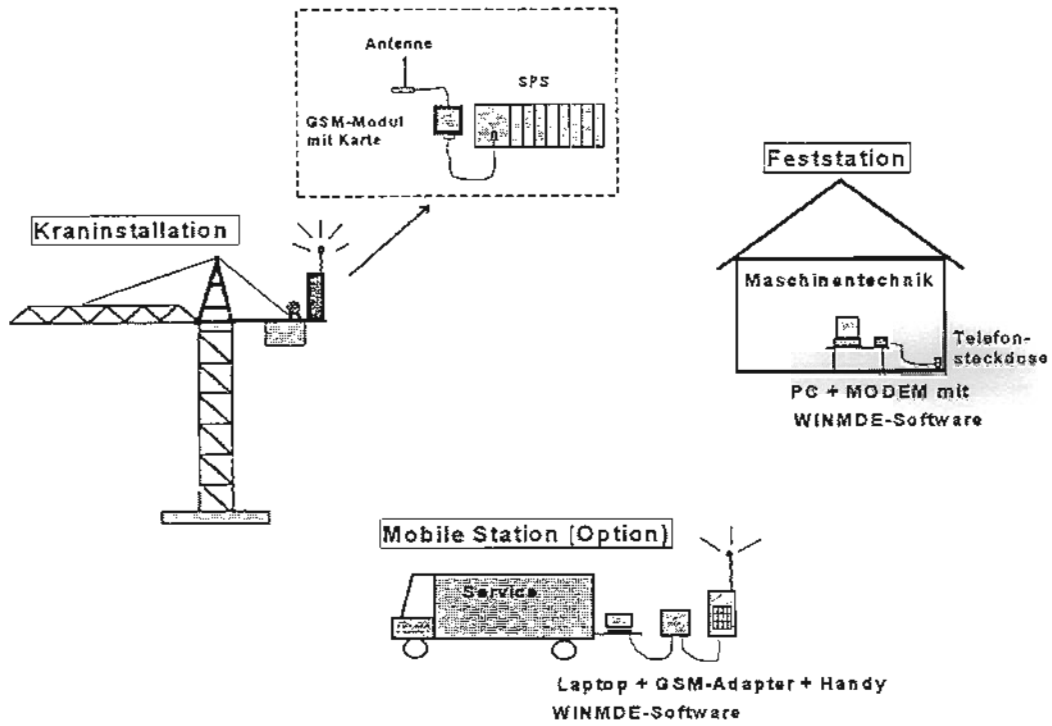 Antenne
SPS
GSM-Modul
mit Karte
Feststation
Kraninstallation
Maschinentechnik
Telefon-
steckdose
PC + MODEM mit
WINMDE-Software
Mobile Station (Option)
Service
Laptop + GSM-Adapter + Handy
WINMDE-Software